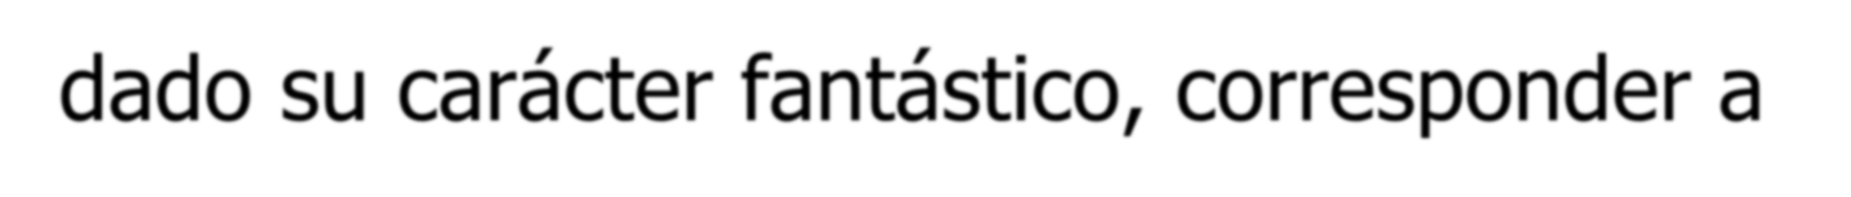 dado su carácter fantástico, corresponder a